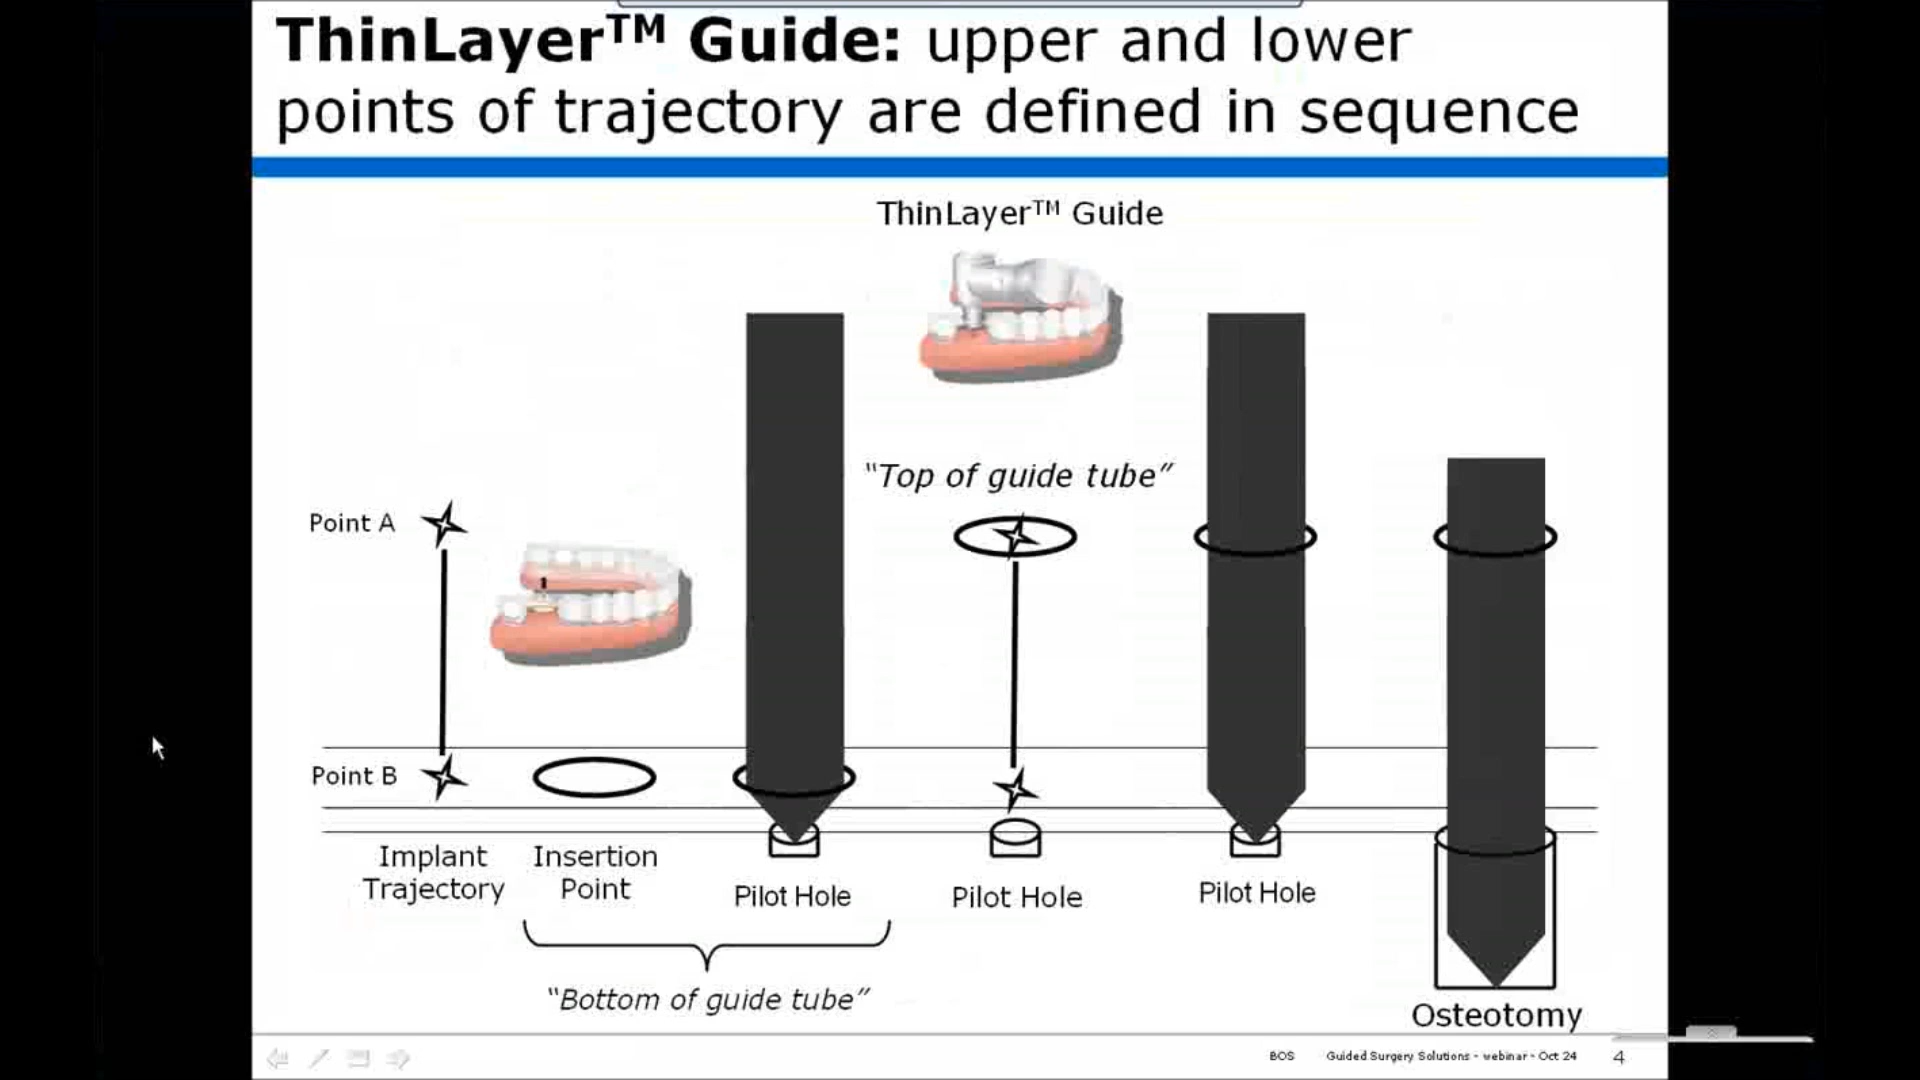 ThinLayer™ Guide: upper and lower
points of trajectory are defined in sequence
ThinLayer™ Guide
“Top of guide tube”
Point A
1
Point B
Implant
Trajectory
Insertion
Point
Pilot Hole
Pilot Hole
Pilot Hole
“Bottom of guide tube”
Osteotomy
BOS Guided Surgery Solutions - webinar - Oct 24 4